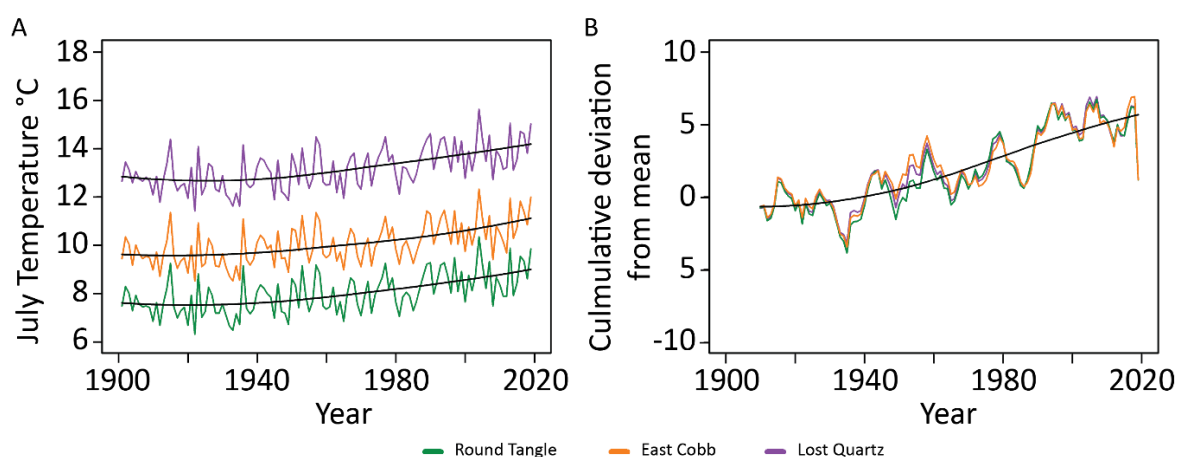 A
B
July Temperature °C
18
16
14
12
10
8
6
1900
1940
1980
2020
Year
Culmulative deviation
from mean
10
5
0
5
-10
1900
1940
1980
2020
Year
Round Tangle
East Cobb
Lost Quartz